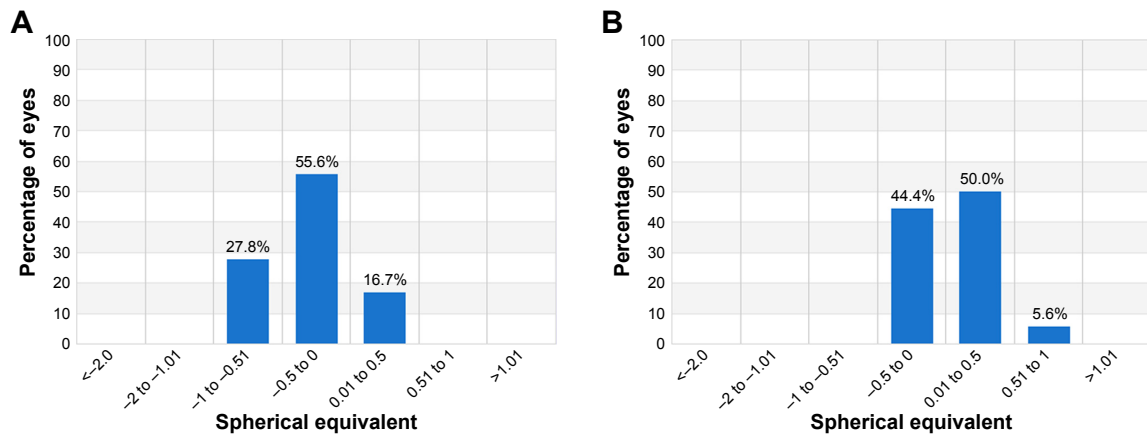 A
Percentage of eyes
100
90
80
70
60
50
40
30
20
10
0
27.8%
55.6%
16.7%
<–2.0
–2 to –1.01
–1 to –0.51
–0.5 to 0
0.01 to 0.5
0.51 to 1
>1.01
Spherical equivalent
B
Percentage of eyes
100
90
80
70
60
50
40
30
20
10
0
44.4%
50.0%
5.6%
<–2.0
–2 to –1.01
–1 to –0.51
–0.5 to 0
0.01 to 0.5
0.51 to 1
>1.01
Spherical equivalent